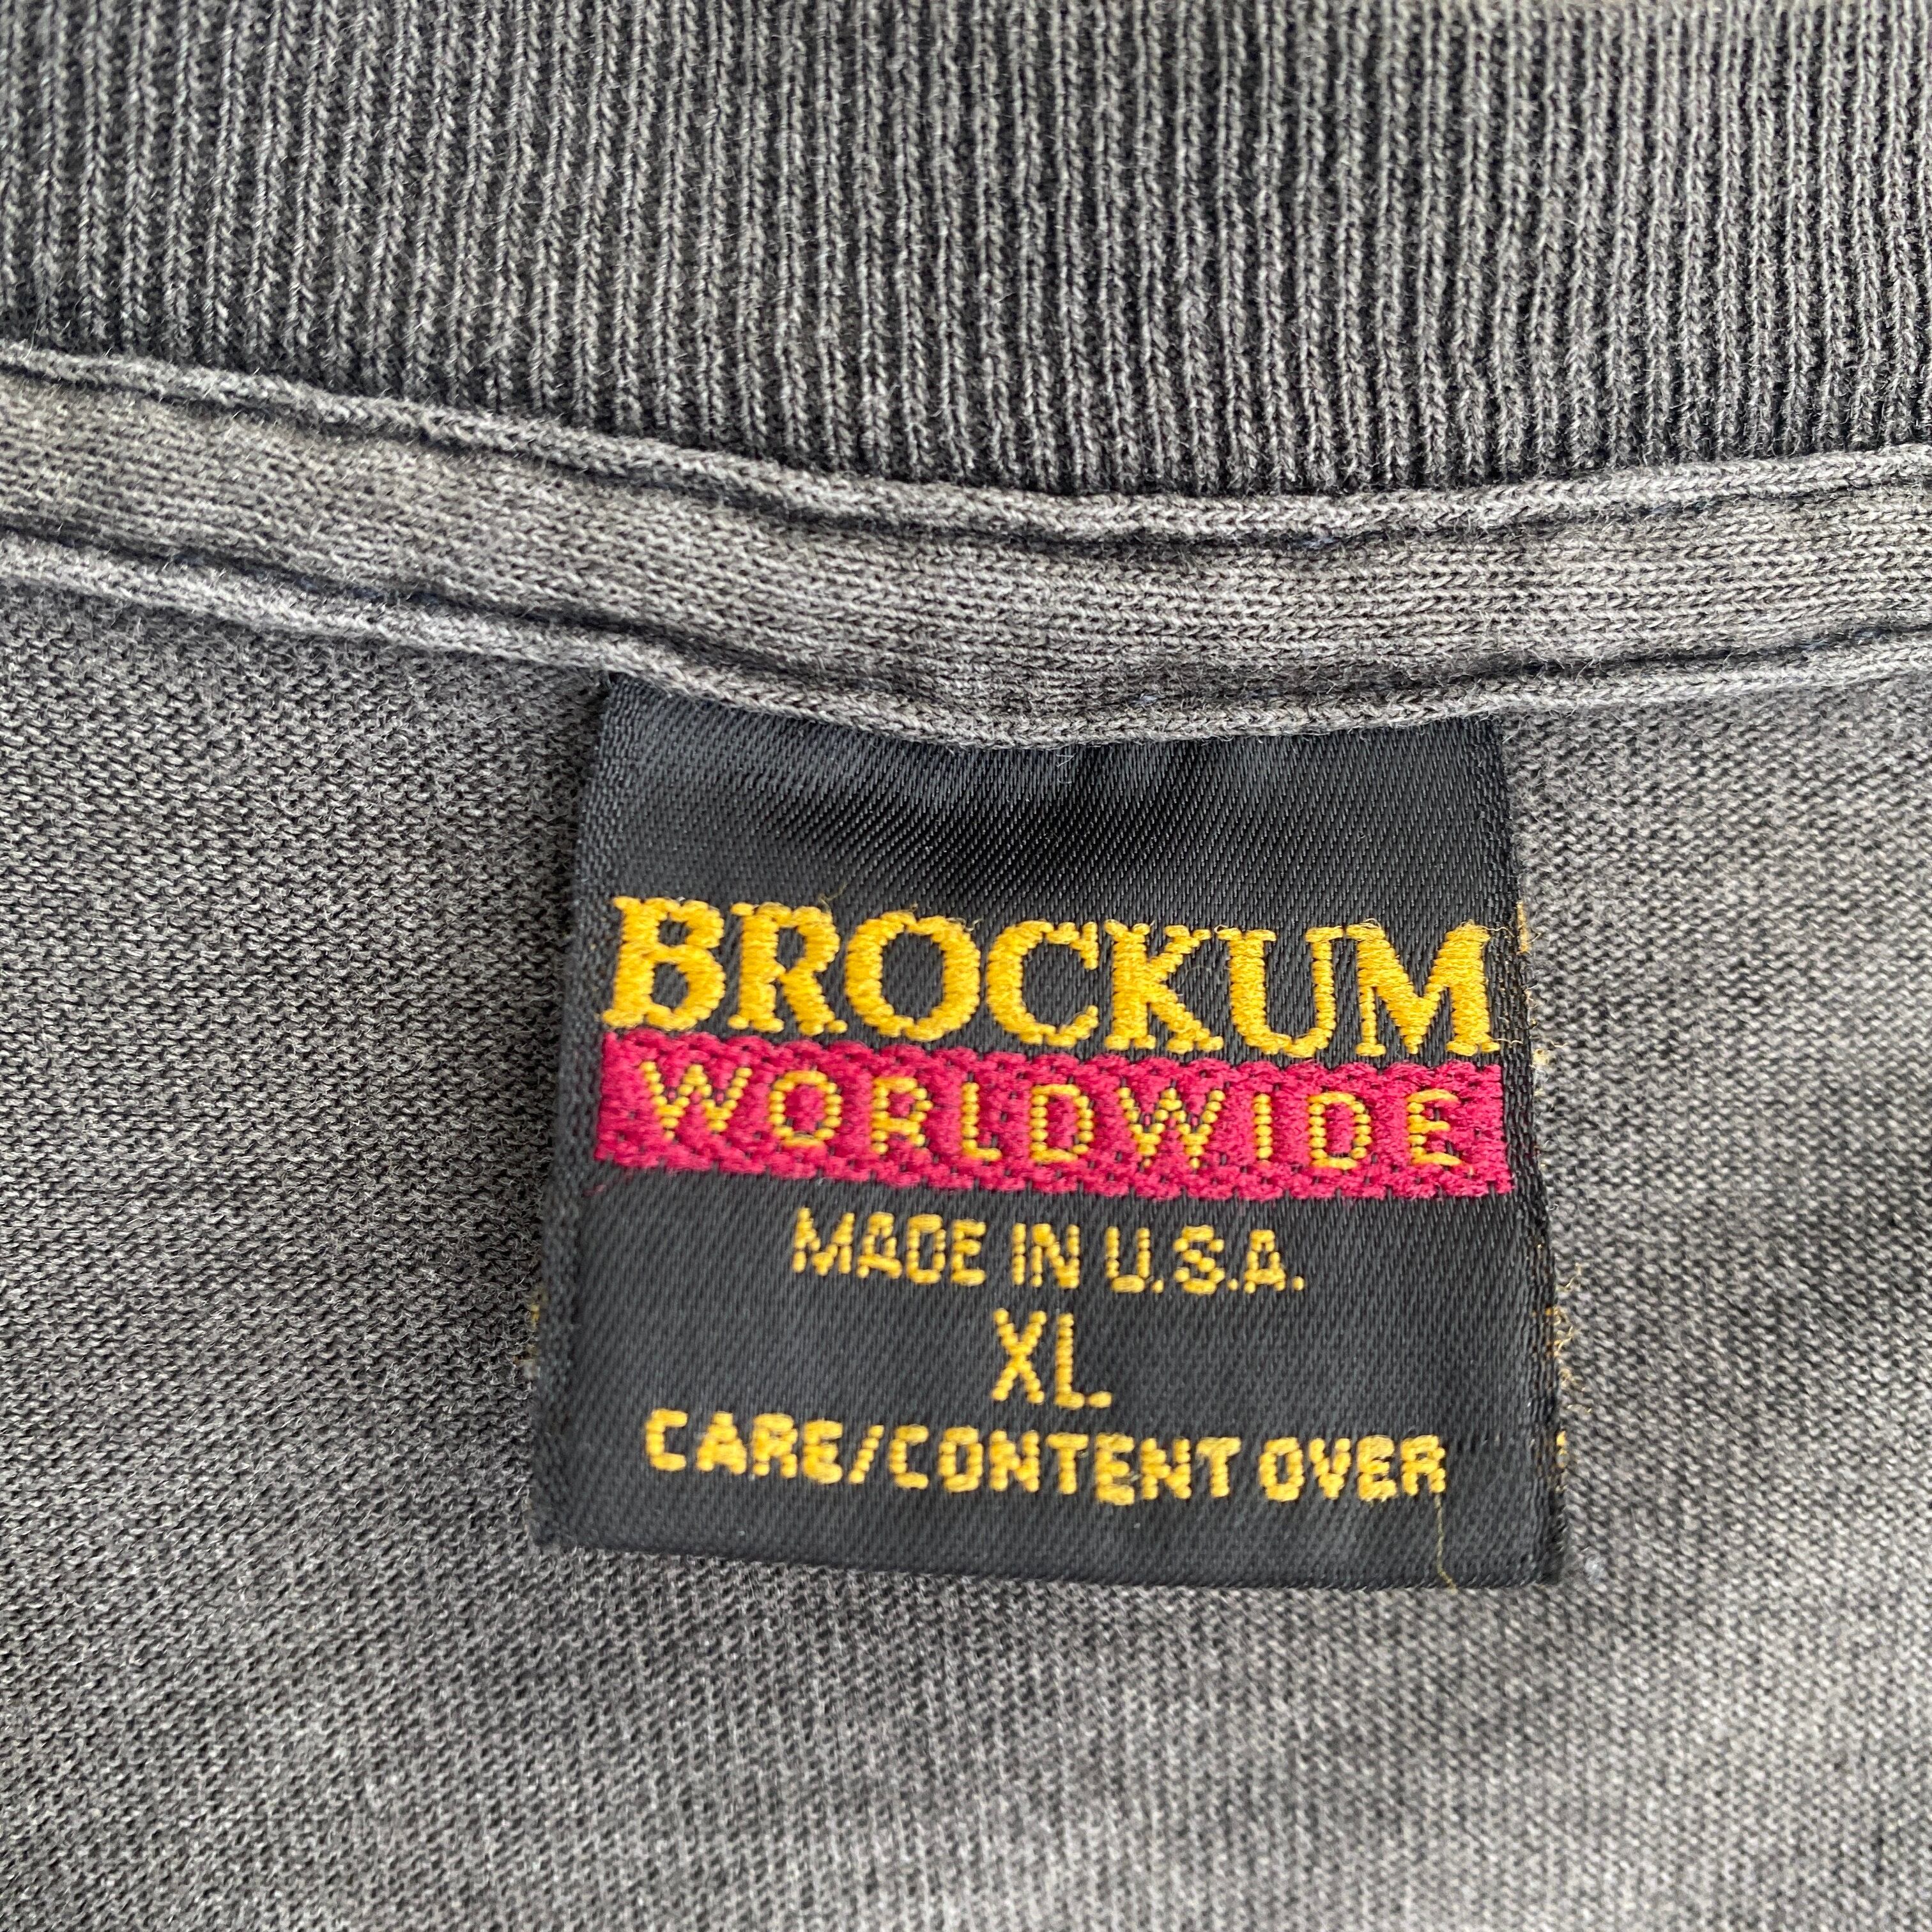 BROCKUM
WORLDWIDE
MADE IN U.S.A.
XL
CARE/CONTENT OVER